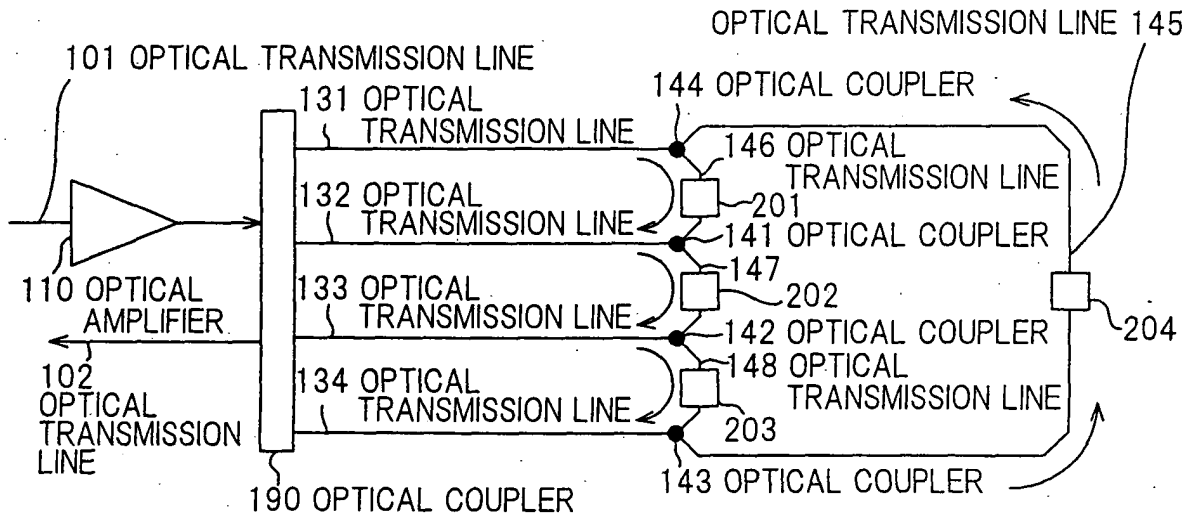 OPTICAL TRANSMISSION LINE 145
101 OPTICAL TRANSMISSION LINE
144 OPTICAL COUPLER
131 OPTICAL
TRANSMISSION LINE
146 OPTICAL
TRANSMISSION LINE
201
132 OPTICAL
TRANSMISSION LINE
141 OPTICAL COUPLER
147
110 OPTICAL
AMPLIFIER
133 OPTICAL
TRANSMISSION LINE
202
142 OPTICAL COUPLER
204
102
OPTICAL
TRANSMISSION
LINE
134 OPTICAL
TRANSMISSION LINE
148 OPTICAL
TRANSMISSION LINE
203
143 OPTICAL COUPLER
190 OPTICAL COUPLER